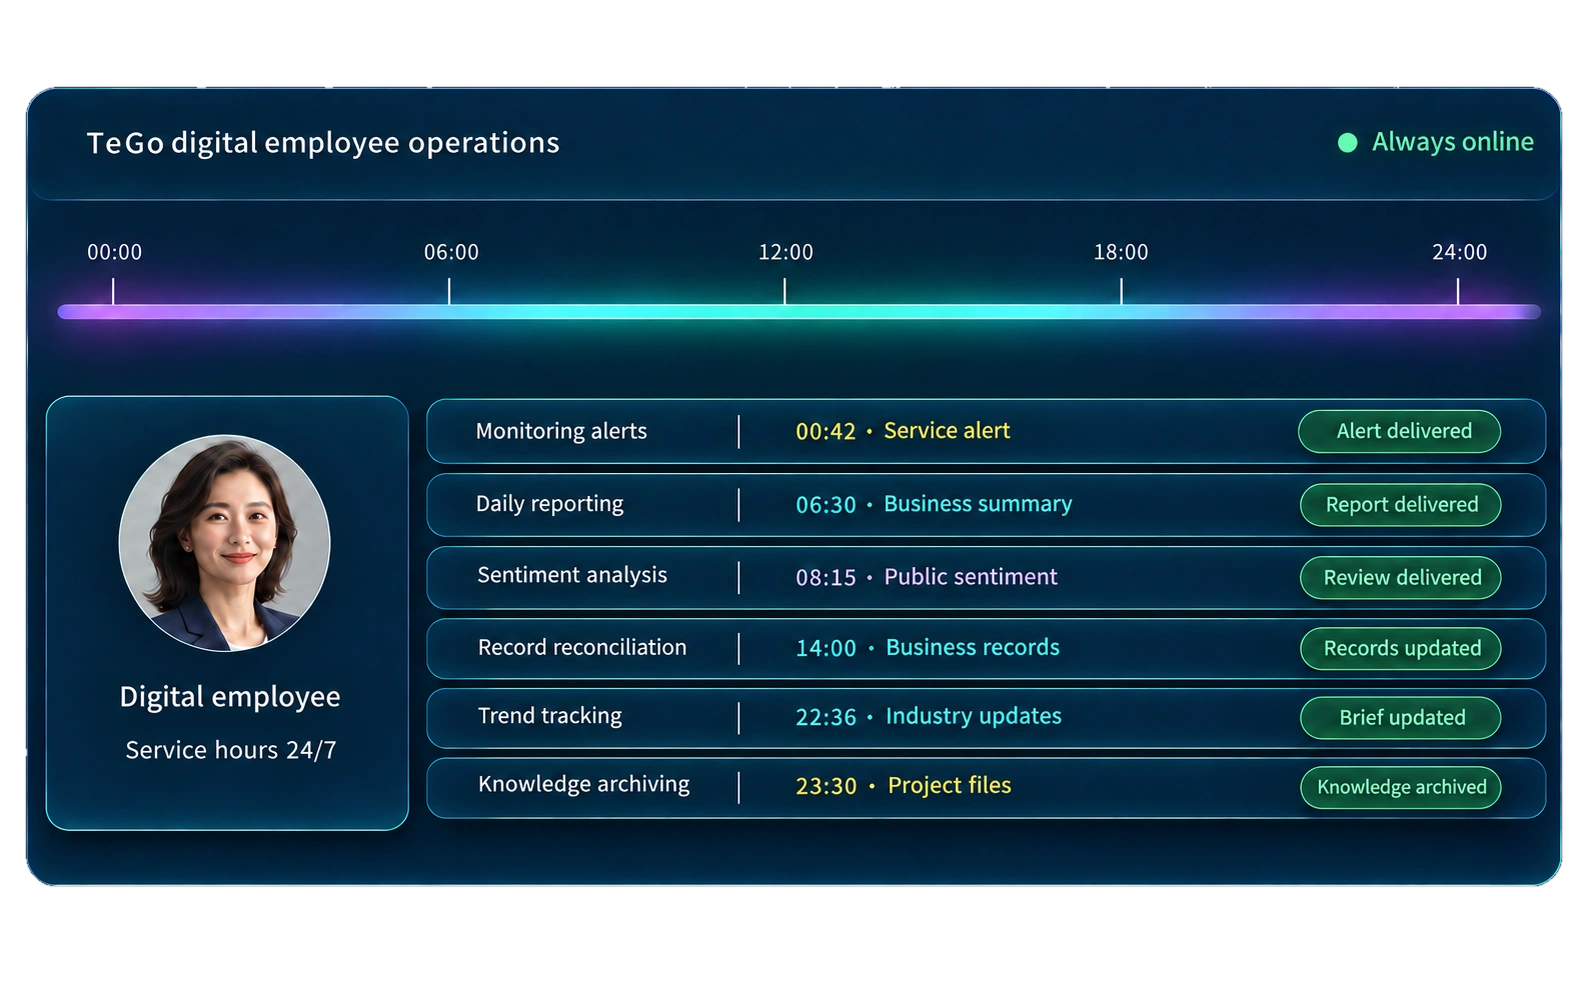 TeGo digital employee operations
Always online
00:00 06:00 12:00 18:00 24:00
Digital employee
Service hours 24/7
Monitoring alerts | 00:42 • Service alert Alert delivered
Daily reporting | 06:30 • Business summary Report delivered
Sentiment analysis | 08:15 • Public sentiment Review delivered
Record reconciliation | 14:00 • Business records Records updated
Trend tracking | 22:36 • Industry updates Brief updated
Knowledge archiving | 23:30 • Project files Knowledge archived